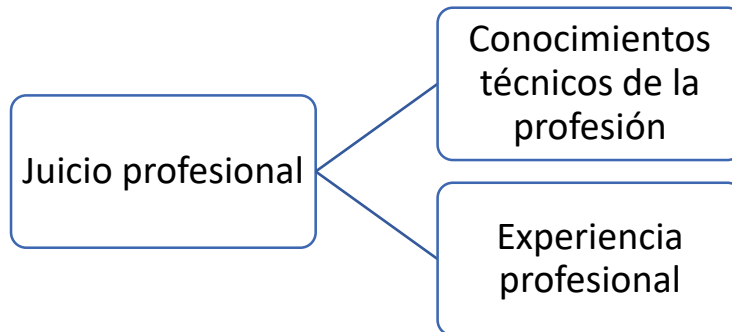 Juicio profesional
Conocimientos
técnicos de la
profesión
Experiencia
profesional